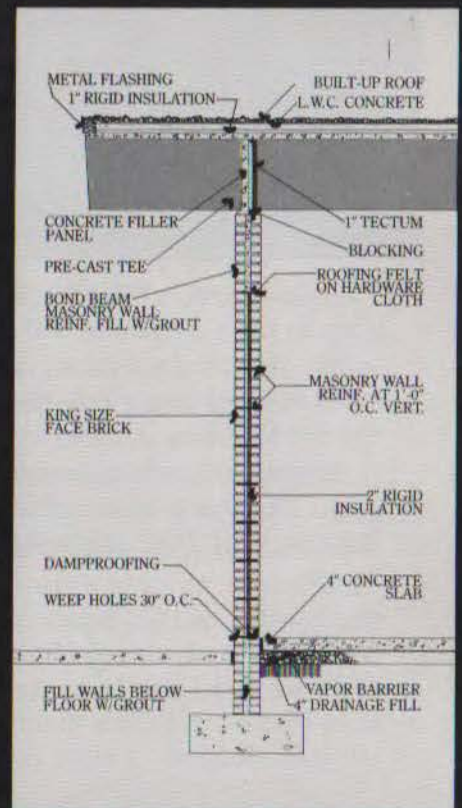 METAL FLASHING
1" RIGID INSULATION
BUILT-UP ROOF
L.W.C. CONCRETE
CONCRETE FILLER
PANEL
PRE-CAST TEE
BOND BEAM
MASONRY WALL
REINF. FILL W/GROUT
KING SIZE
FACE BRICK
DAMPPROOFING
WEEP HOLES 30" O.C.
FILL WALLS BELOW
FLOOR W/GROUT
1" TECTUM
BLOCKING
ROOFING FELT
ON HARDWARE
CLOTH
MASONRY WALL
REINF. AT 1'-0"
O.C. VERT.
2" RIGID
INSULATION
4" CONCRETE
SLAB
VAPOR BARRIER
4" DRAINAGE FILL